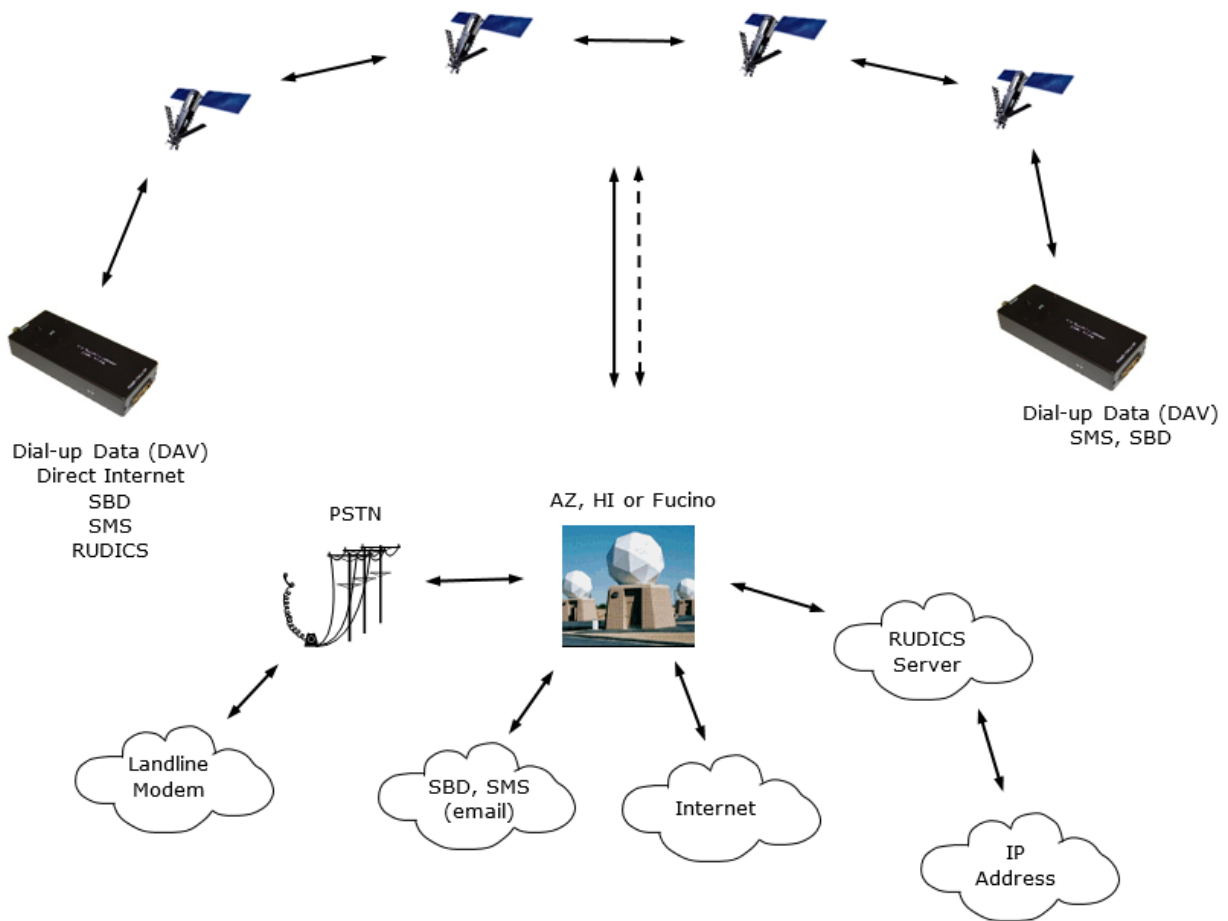 Dial-up Data (DAV)
Direct Internet
SBD
SMS
RUDICS
Dial-up Data (DAV)
SMS, SBD
PSTN
AZ, HI or Fucino
RUDICS
Server
Landline
Modem
SBD, SMS
(email)
Internet
IP
Address